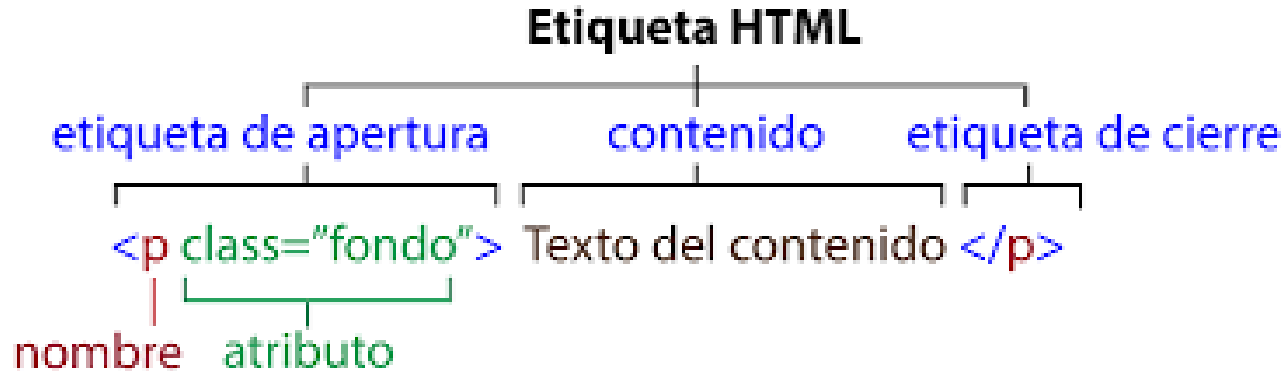 Etiqueta HTML
etiqueta de apertura contenido etiqueta de cierre
<p class=”fondo”> Texto del contenido </p>
nombre atributo